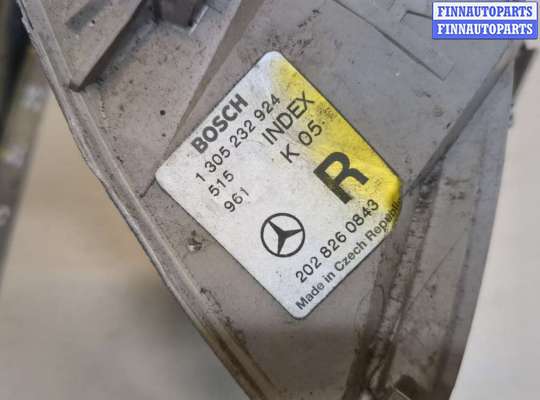 FINNAUTOPARTS
FINNAUTOPARTS
BOSCH
1 305 232 924
515 INDEX
961 K 05
R
202 826 0843
Made in Czech Republic